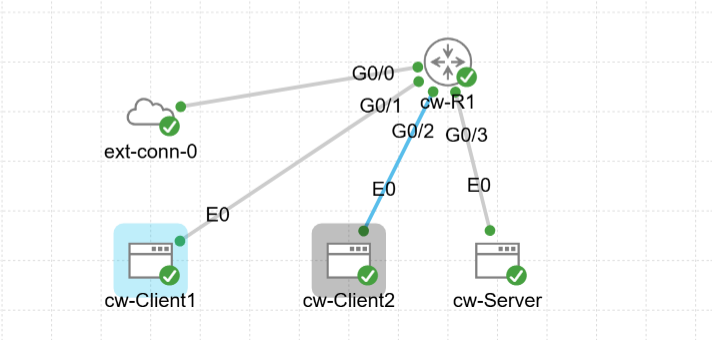 G0/0
G0/1
cw-R1
G0/2
G0/3
ext-conn-0
E0
E0
E0
cw-Client1
cw-Client2
cw-Server